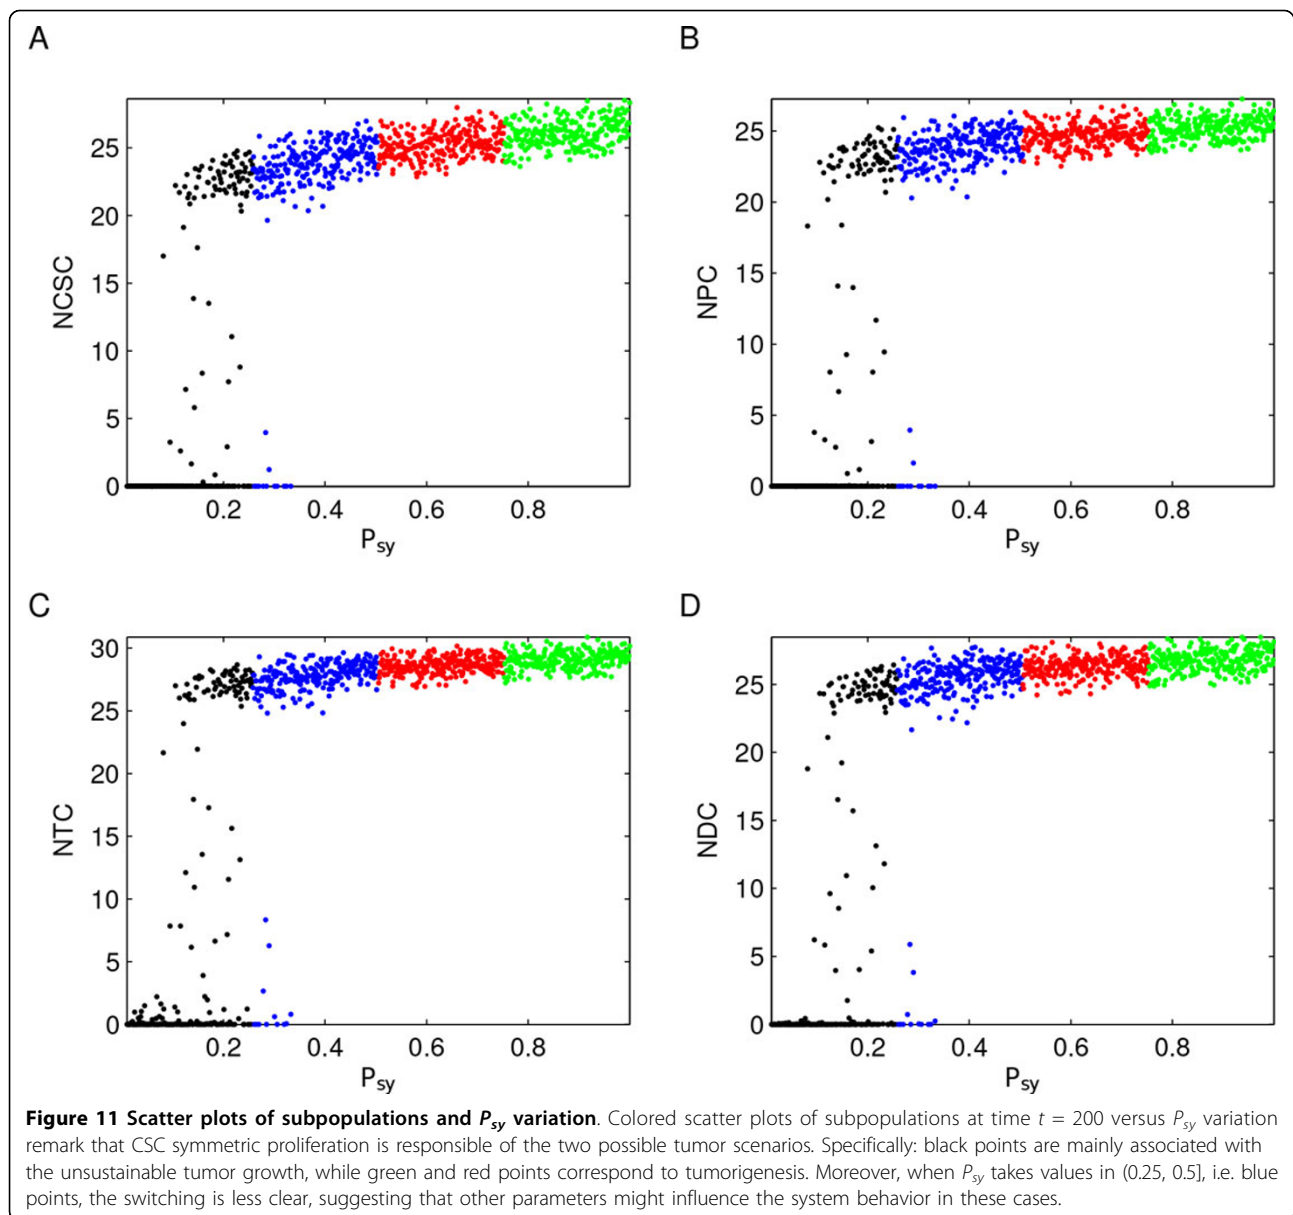 A
B
25
20
15
10
5
0
NCSC
0.2 0.4 0.6 0.8
P_sy
25
20
15
10
5
0
NPC
0.2 0.4 0.6 0.8
P_sy
C
D
30
25
20
15
10
5
0
NTC
0.2 0.4 0.6 0.8
P_sy
25
20
15
10
5
0
NDC
0.2 0.4 0.6 0.8
P_sy
Figure 11 Scatter plots of subpopulations and P_sy variation. Colored scatter plots of subpopulations at time t = 200 versus P_sy variation
remark that CSC symmetric proliferation is responsible of the two possible tumor scenarios. Specifically: black points are mainly associated with
the unsustainable tumor growth, while green and red points correspond to tumorigenesis. Moreover, when P_sy takes values in (0.25, 0.5], i.e. blue
points, the switching is less clear, suggesting that other parameters might influence the system behavior in these cases.